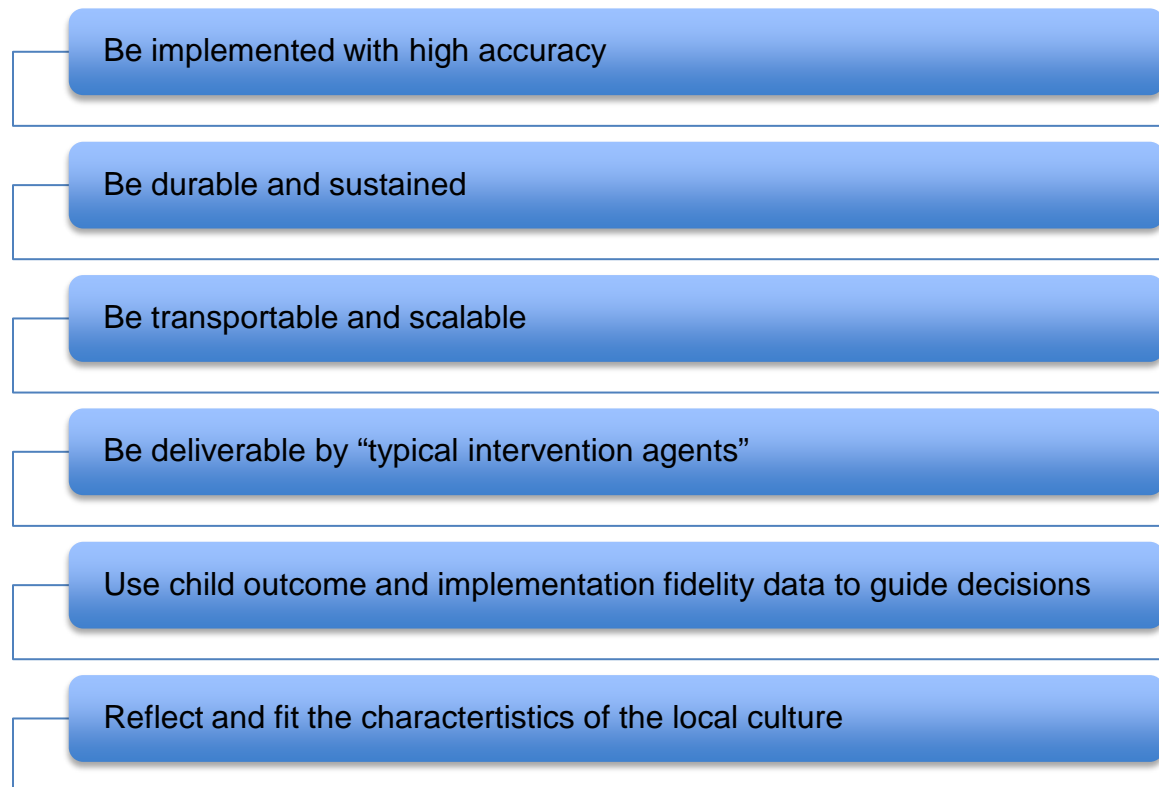 Be implemented with high accuracy
Be durable and sustained
Be transportable and scalable
Be deliverable by “typical intervention agents”
Use child outcome and implementation fidelity data to guide decisions
Reflect and fit the charactertistics of the local culture